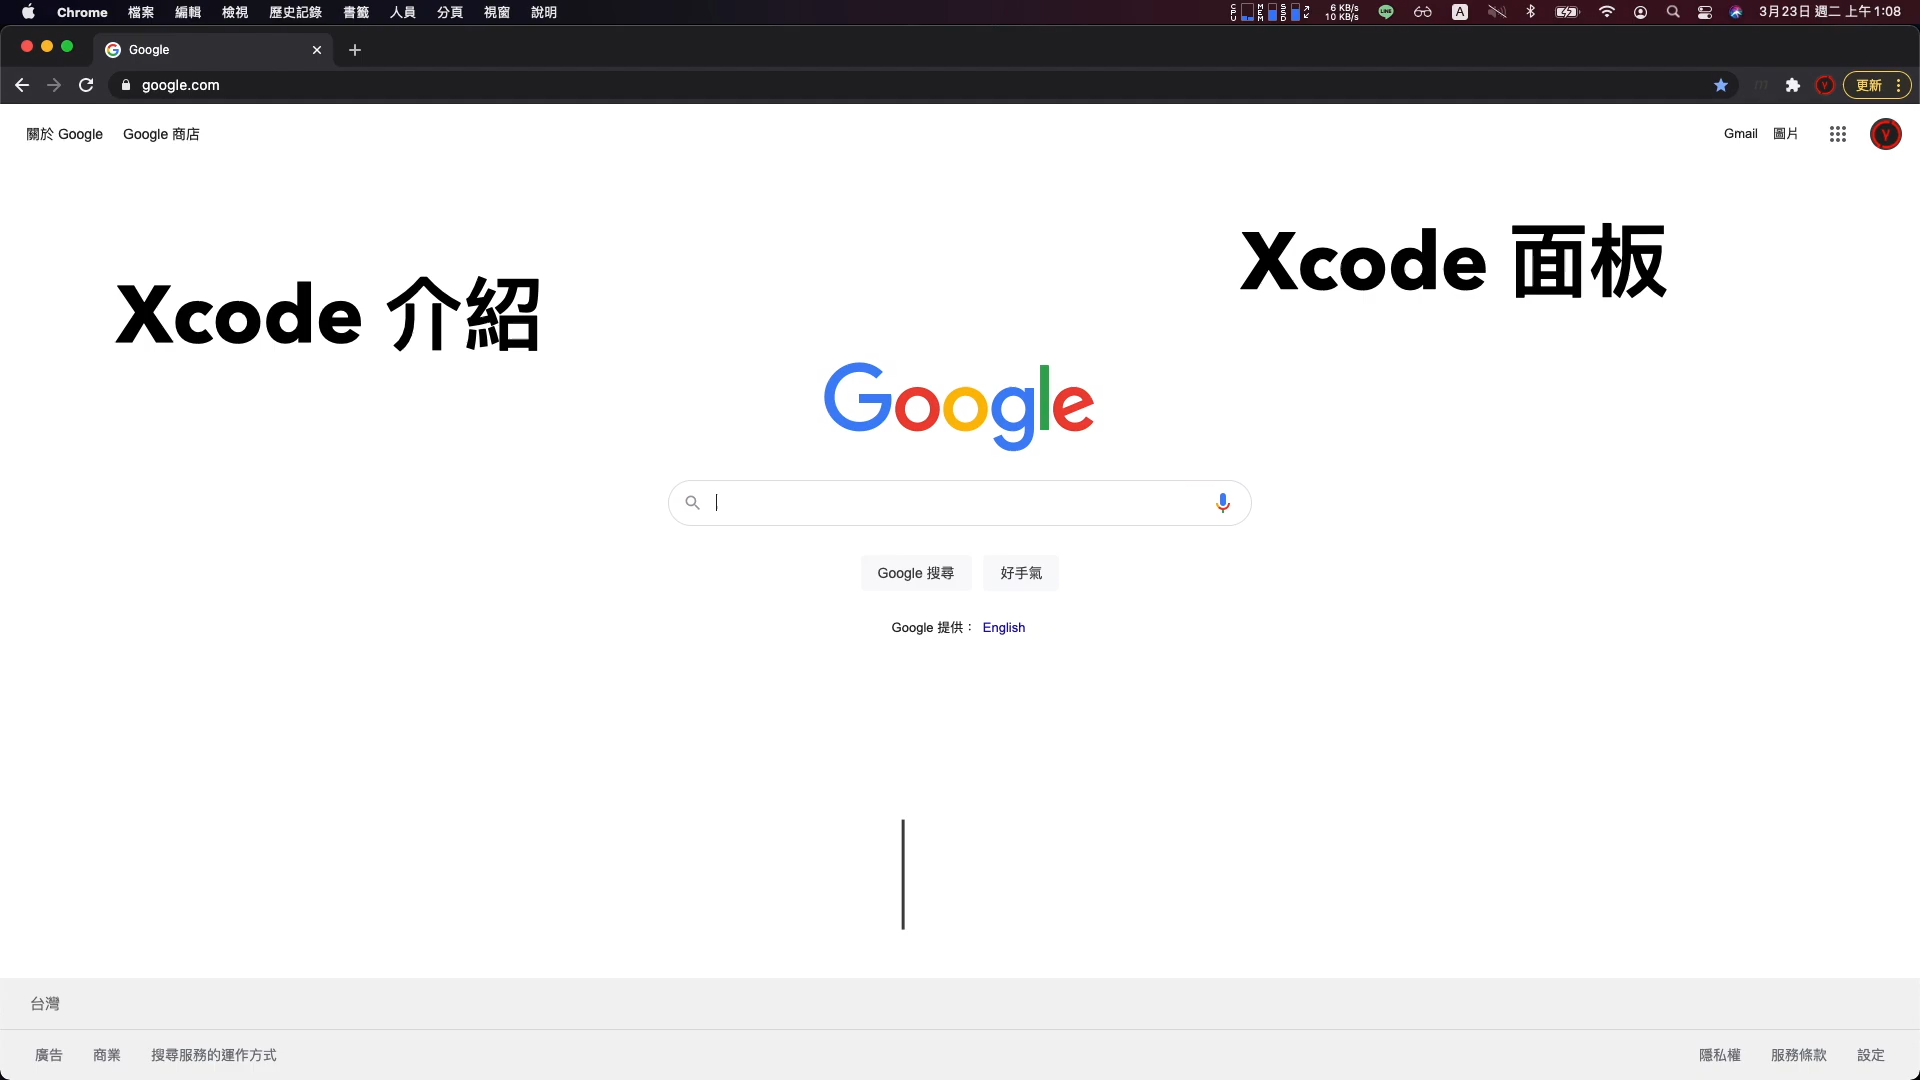 Chrome 檔案 編輯 檢視 歷史記錄 書籤 人員 分頁 視窗 說明 CPU MEM SSD 6 KB/s 10 KB/s LINE A 3月23日 週二 上午1:08
Google
google.com 更新
關於 Google Google 商店 Gmail 圖片
Xcode 面板
Xcode 介紹
Google
Google 搜尋 好手氣
Google 提供： English
台灣
廣告 商業 搜尋服務的運作方式 隱私權 服務條款 設定